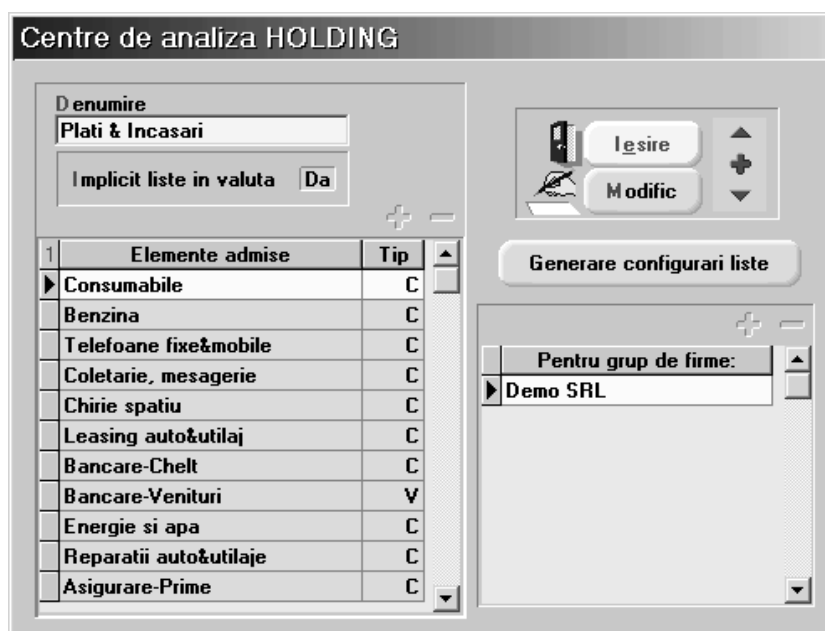 Centre de analiza HOLDING
Denumire
Plati & Incasari
Implicit liste in valuta Da
1 Elemente admise Tip
Consumabile C
Benzina C
Telefoane fixe&mobile C
Coletarie, mesagerie C
Chirie spatiu C
Leasing auto&utilaj C
Bancare-Chelt C
Bancare-Venituri V
Energie si apa C
Reparatii auto&utilaje C
Asigurare-Prime C
Iesire
Modific
Generare configurari liste
Pentru grup de firme:
Demo SRL